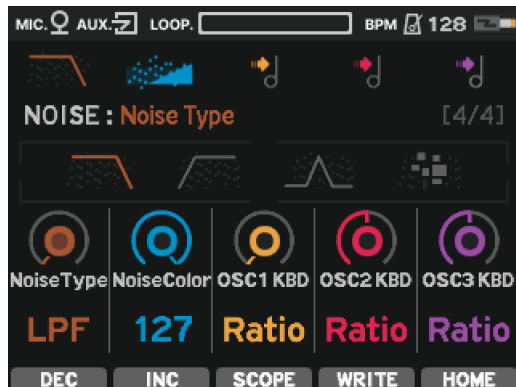 MIC. AUX. LOOP. BPM 128
NOISE : Noise Type [4/4]
NoiseType NoiseColor OSC1 KBD OSC2 KBD OSC3 KBD
LPF 127 Ratio Ratio Ratio
DEC INC SCOPE WRITE HOME